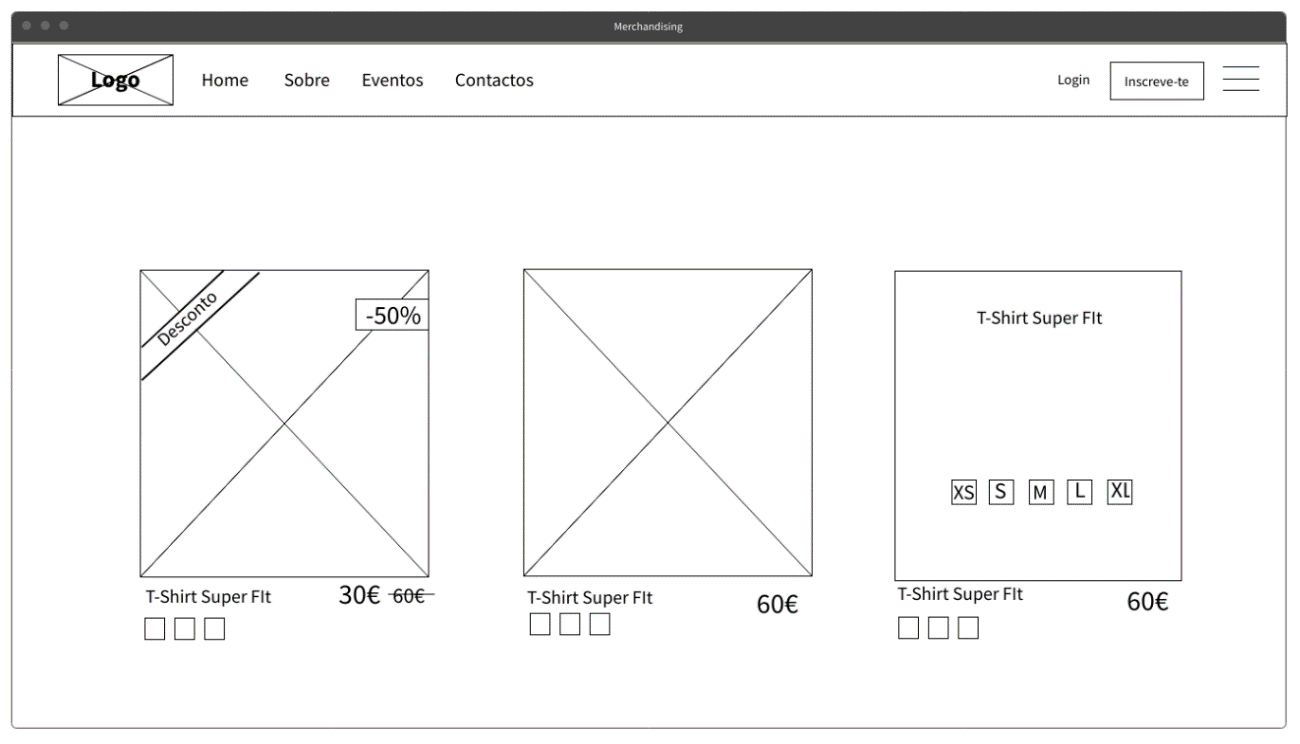 Merchandising
Logo
Home
Sobre
Eventos
Contactos
Login
Inscreve-te
Desconto
-50%
T-Shirt Super FIt
XS S M L XL
T-Shirt Super FIt 30€ 60€
T-Shirt Super FIt 60€
T-Shirt Super FIt 60€